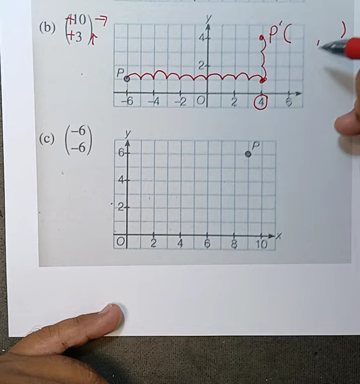 (b) (+10 +3) → ↑
y
4 P'( , )
2
P
-6 -4 -2 O 2 4 6
(c) (-6 -6)
y
6 P
4
2
O 2 4 6 8 10 x